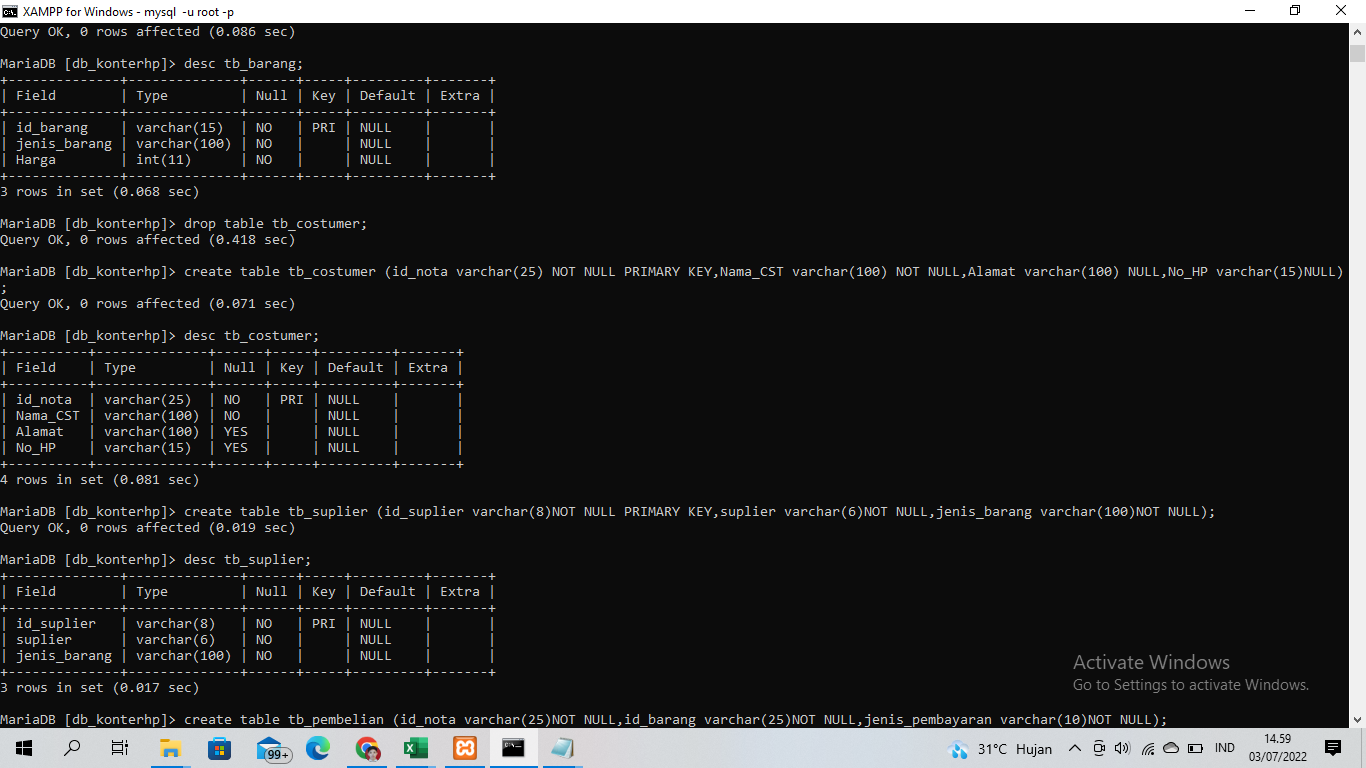 XAMPP for Windows - mysql -u root -p
Query OK, 0 rows affected (0.086 sec)
MariaDB [db_konterhp]> desc tb_barang;
+--------------+--------------+------+-----+---------+-------+
| Field        | Type         | Null | Key | Default | Extra |
+--------------+--------------+------+-----+---------+-------+
| id_barang    | varchar(15)  | NO   | PRI | NULL    |       |
| jenis_barang | varchar(100) | NO   |     | NULL    |       |
| Harga        | int(11)      | NO   |     | NULL    |       |
+--------------+--------------+------+-----+---------+-------+
3 rows in set (0.068 sec)
MariaDB [db_konterhp]> drop table tb_costumer;
Query OK, 0 rows affected (0.418 sec)
MariaDB [db_konterhp]> create table tb_costumer (id_nota varchar(25) NOT NULL PRIMARY KEY,Nama_CST varchar(100) NOT NULL,Alamat varchar(100) NULL,No_HP varchar(15)NULL)
;
Query OK, 0 rows affected (0.071 sec)
MariaDB [db_konterhp]> desc tb_costumer;
+----------+--------------+------+-----+---------+-------+
| Field    | Type         | Null | Key | Default | Extra |
+----------+--------------+------+-----+---------+-------+
| id_nota  | varchar(25)  | NO   | PRI | NULL    |       |
| Nama_CST | varchar(100) | NO   |     | NULL    |       |
| Alamat   | varchar(100) | YES  |     | NULL    |       |
| No_HP    | varchar(15)  | YES  |     | NULL    |       |
+----------+--------------+------+-----+---------+-------+
4 rows in set (0.081 sec)
MariaDB [db_konterhp]> create table tb_suplier (id_suplier varchar(8)NOT NULL PRIMARY KEY,suplier varchar(6)NOT NULL,jenis_barang varchar(100)NOT NULL);
Query OK, 0 rows affected (0.019 sec)
MariaDB [db_konterhp]> desc tb_suplier;
+--------------+--------------+------+-----+---------+-------+
| Field        | Type         | Null | Key | Default | Extra |
+--------------+--------------+------+-----+---------+-------+
| id_suplier   | varchar(8)   | NO   | PRI | NULL    |       |
| suplier      | varchar(6)   | NO   |     | NULL    |       |
| jenis_barang | varchar(100) | NO   |     | NULL    |       |
+--------------+--------------+------+-----+---------+-------+
3 rows in set (0.017 sec)
MariaDB [db_konterhp]> create table tb_pembelian (id_nota varchar(25)NOT NULL,id_barang varchar(25)NOT NULL,jenis_pembayaran varchar(10)NOT NULL);
Activate Windows
Go to Settings to activate Windows.
99+
31°C Hujan
IND
14.59
03/07/2022